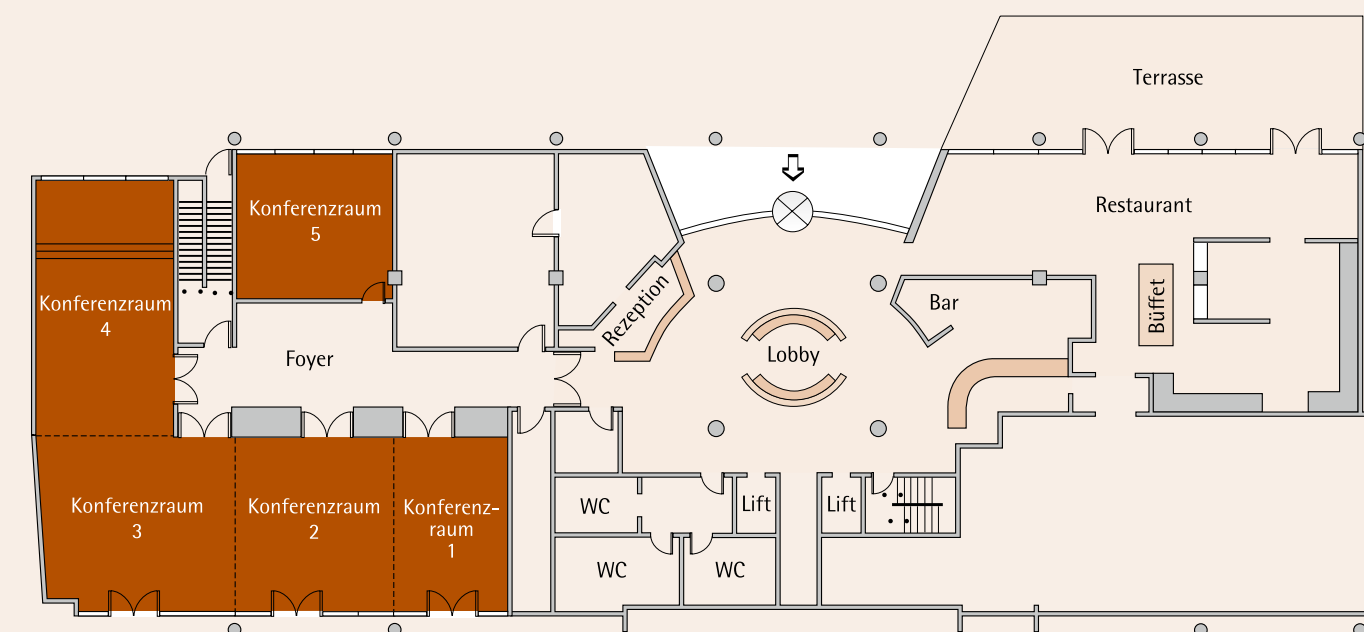 Terrasse
Konferenzraum
5
Restaurant
Konferenzraum
4
Rezeption
Bar
Büffet
Foyer
Lobby
Konferenzraum
3
Konferenzraum
2
Konferenz-
raum
1
WC
Lift
Lift
WC
WC